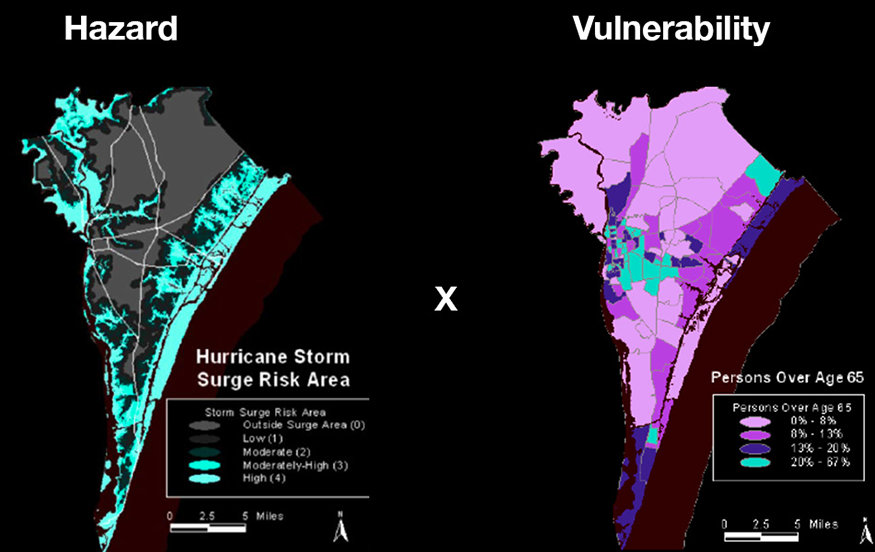 Hazard
Vulnerability
X
Hurricane Storm
Surge Risk Area
Storm Surge Risk Area
Outside Surge Area (0)
Low (1)
Moderate (2)
Moderately-High (3)
High (4)
0 2.5 5 Miles
N
Persons Over Age 65
Persons Over Age 65
0% - 8%
8% - 13%
13% - 20%
20% - 67%
0 2.5 5 Miles
N